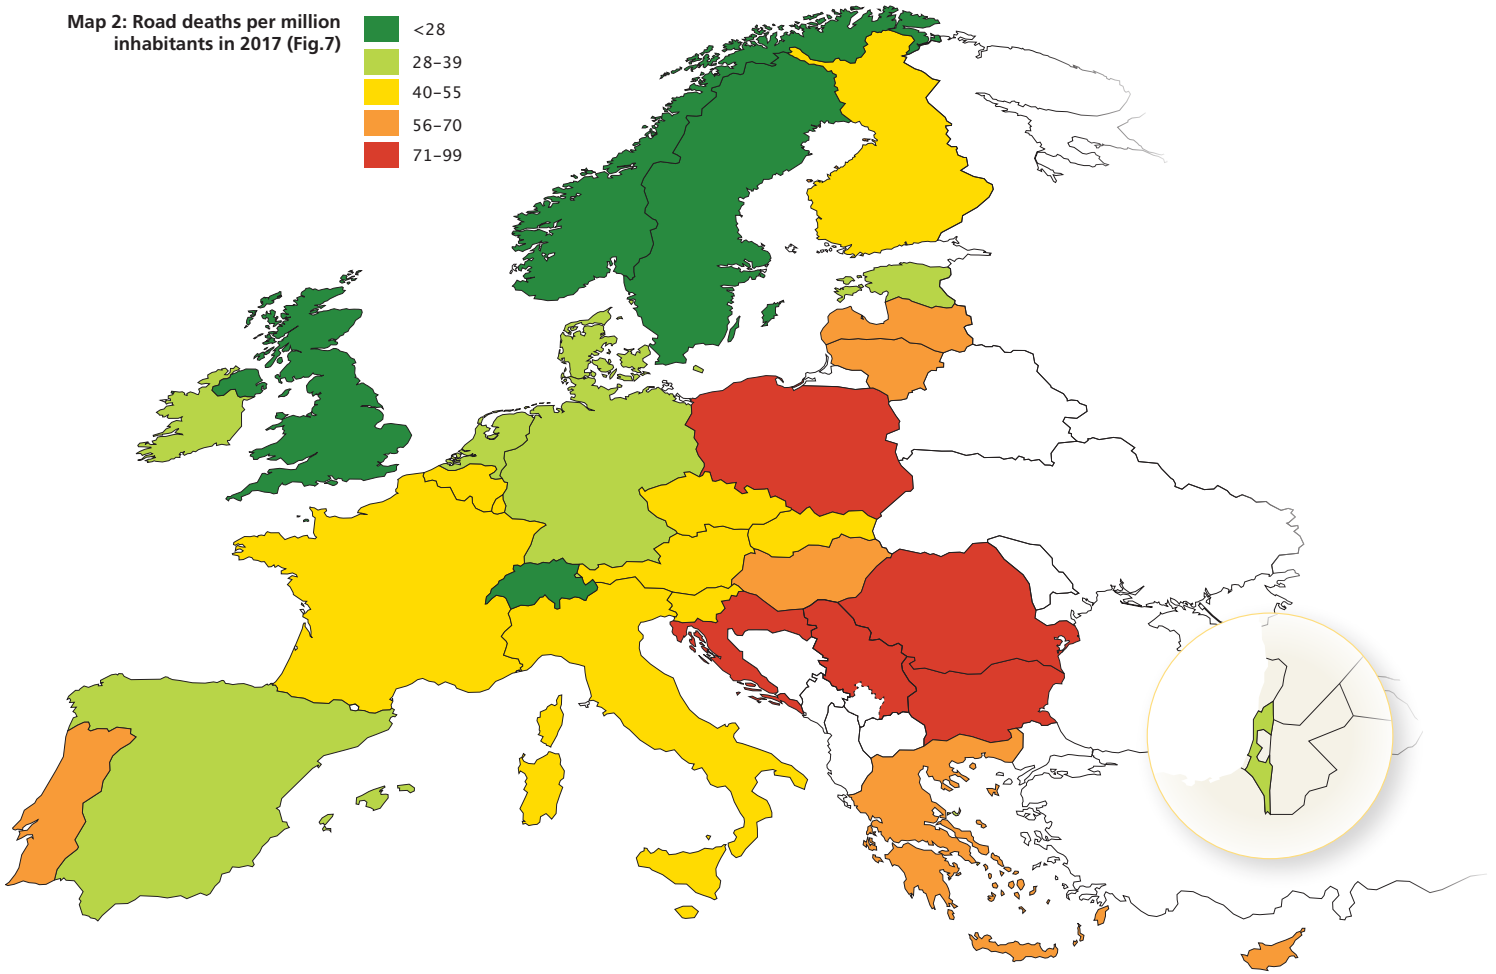 Map 2: Road deaths per million
inhabitants in 2017 (Fig.7)
<28
28–39
40–55
56–70
71–99